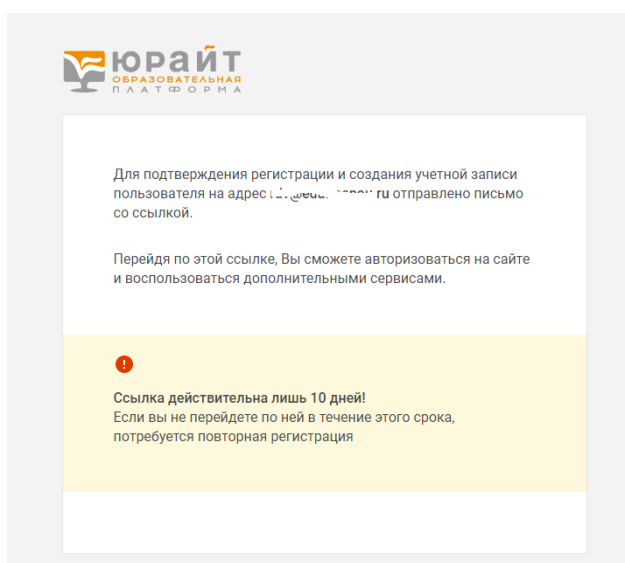 юрайт
ОБРАЗОВАТЕЛЬНАЯ
ПЛАТФОРМА
Для подтверждения регистрации и создания учетной записи
пользователя на адрес ru отправлено письмо
со ссылкой.
Перейдя по этой ссылке, Вы сможете авторизоваться на сайте
и воспользоваться дополнительными сервисами.
!
Ссылка действительна лишь 10 дней!
Если вы не перейдете по ней в течение этого срока,
потребуется повторная регистрация